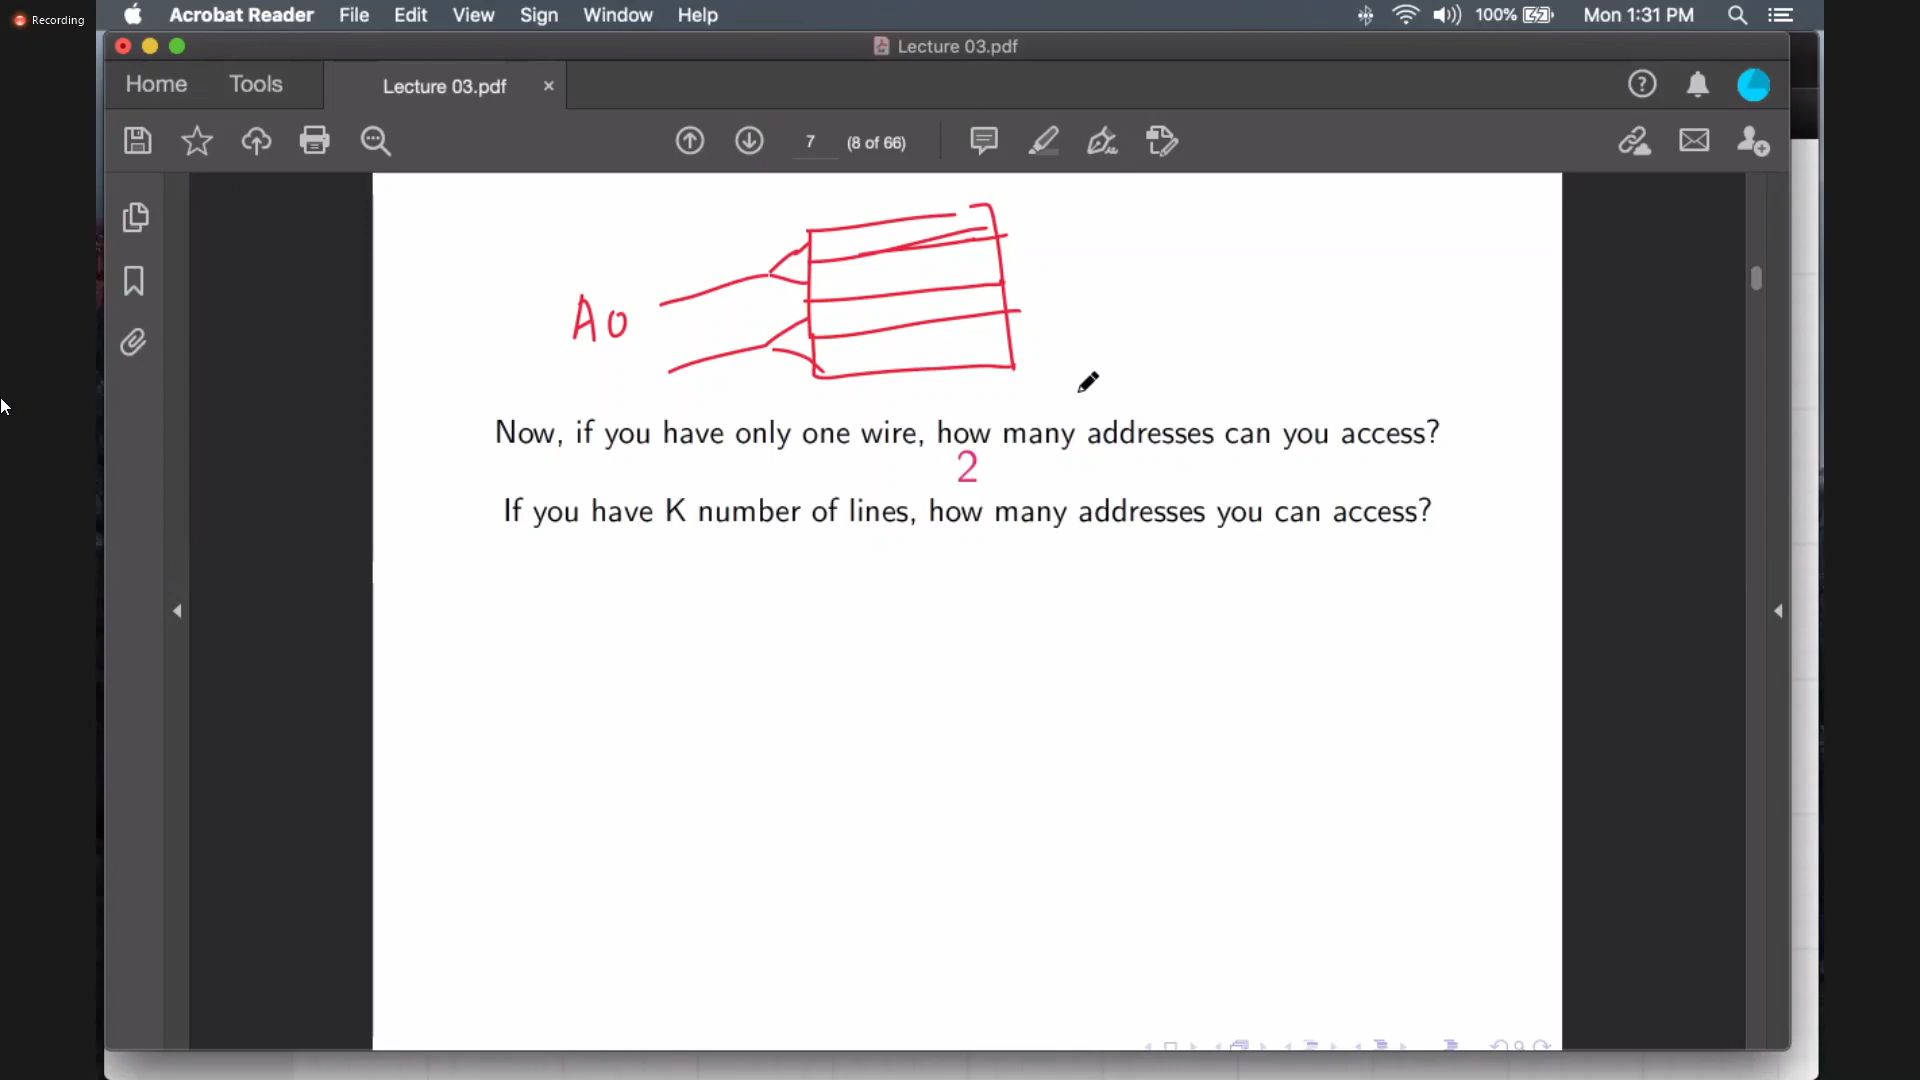 Recording
Acrobat Reader File Edit View Sign Window Help 100% Mon 1:31 PM
Lecture 03.pdf
Home Tools Lecture 03.pdf ×
7 (8 of 66)
A0
Now, if you have only one wire, how many addresses can you access?
2
If you have K number of lines, how many addresses you can access?